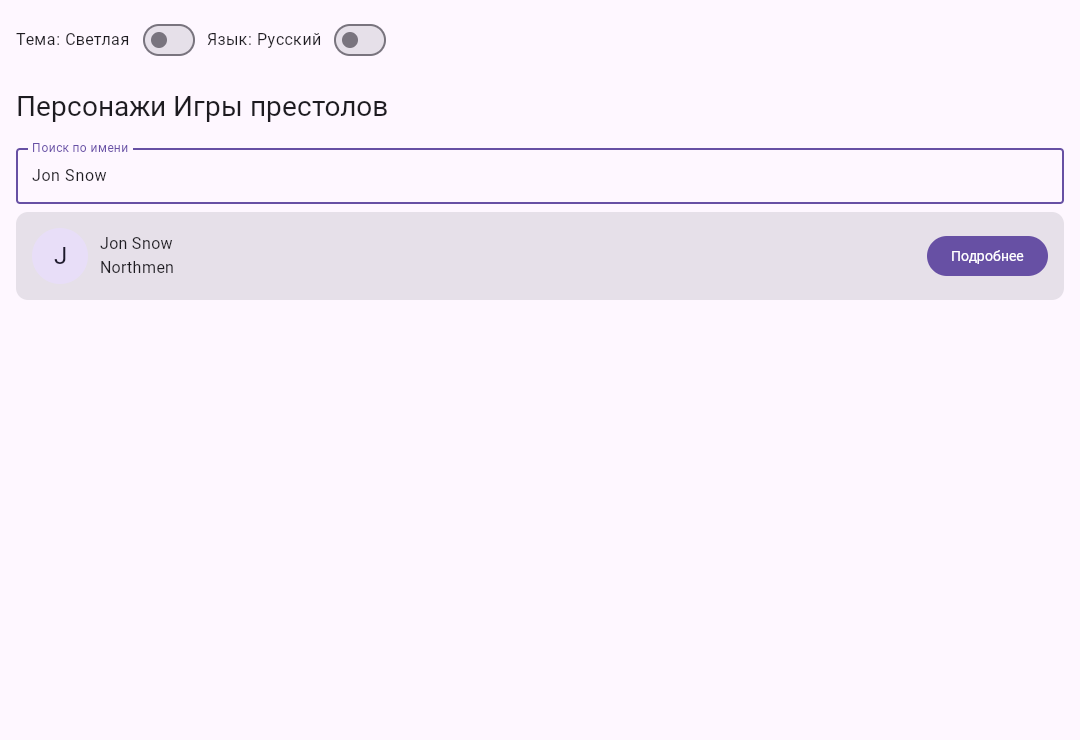 Тема: Светлая
Язык: Русский
Персонажи Игры престолов
Поиск по имени
Jon Snow
J
Jon Snow
Northmen
Подробнее